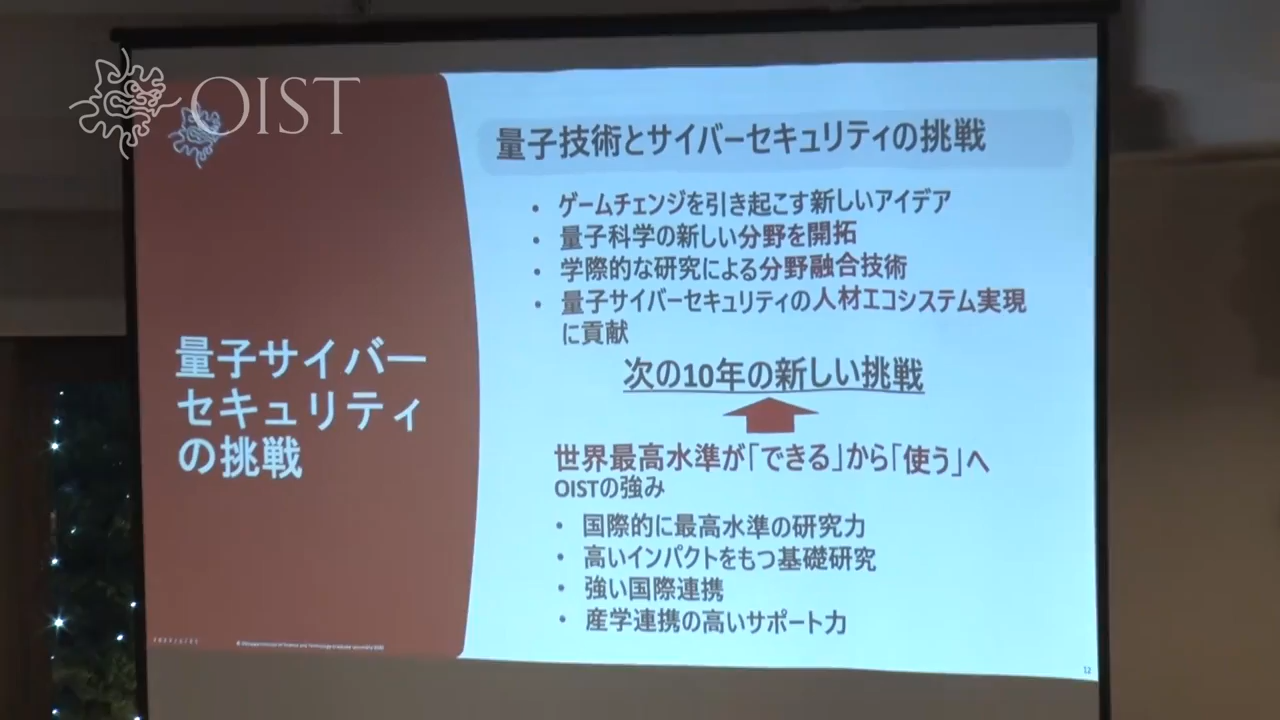 OIST
量子技術とサイバーセキュリティの挑戦
• ゲームチェンジを引き起こす新しいアイデア
• 量子科学の新しい分野を開拓
• 学際的な研究による分野融合技術
• 量子サイバーセキュリティの人材エコシステム実現
に貢献
次の10年の新しい挑戦
世界最高水準が「できる」から「使う」へ
OISTの強み
• 国際的に最高水準の研究力
• 高いインパクトをもつ基礎研究
• 強い国際連携
• 産学連携の高いサポート力
量子サイバー
セキュリティ
の挑戦
12